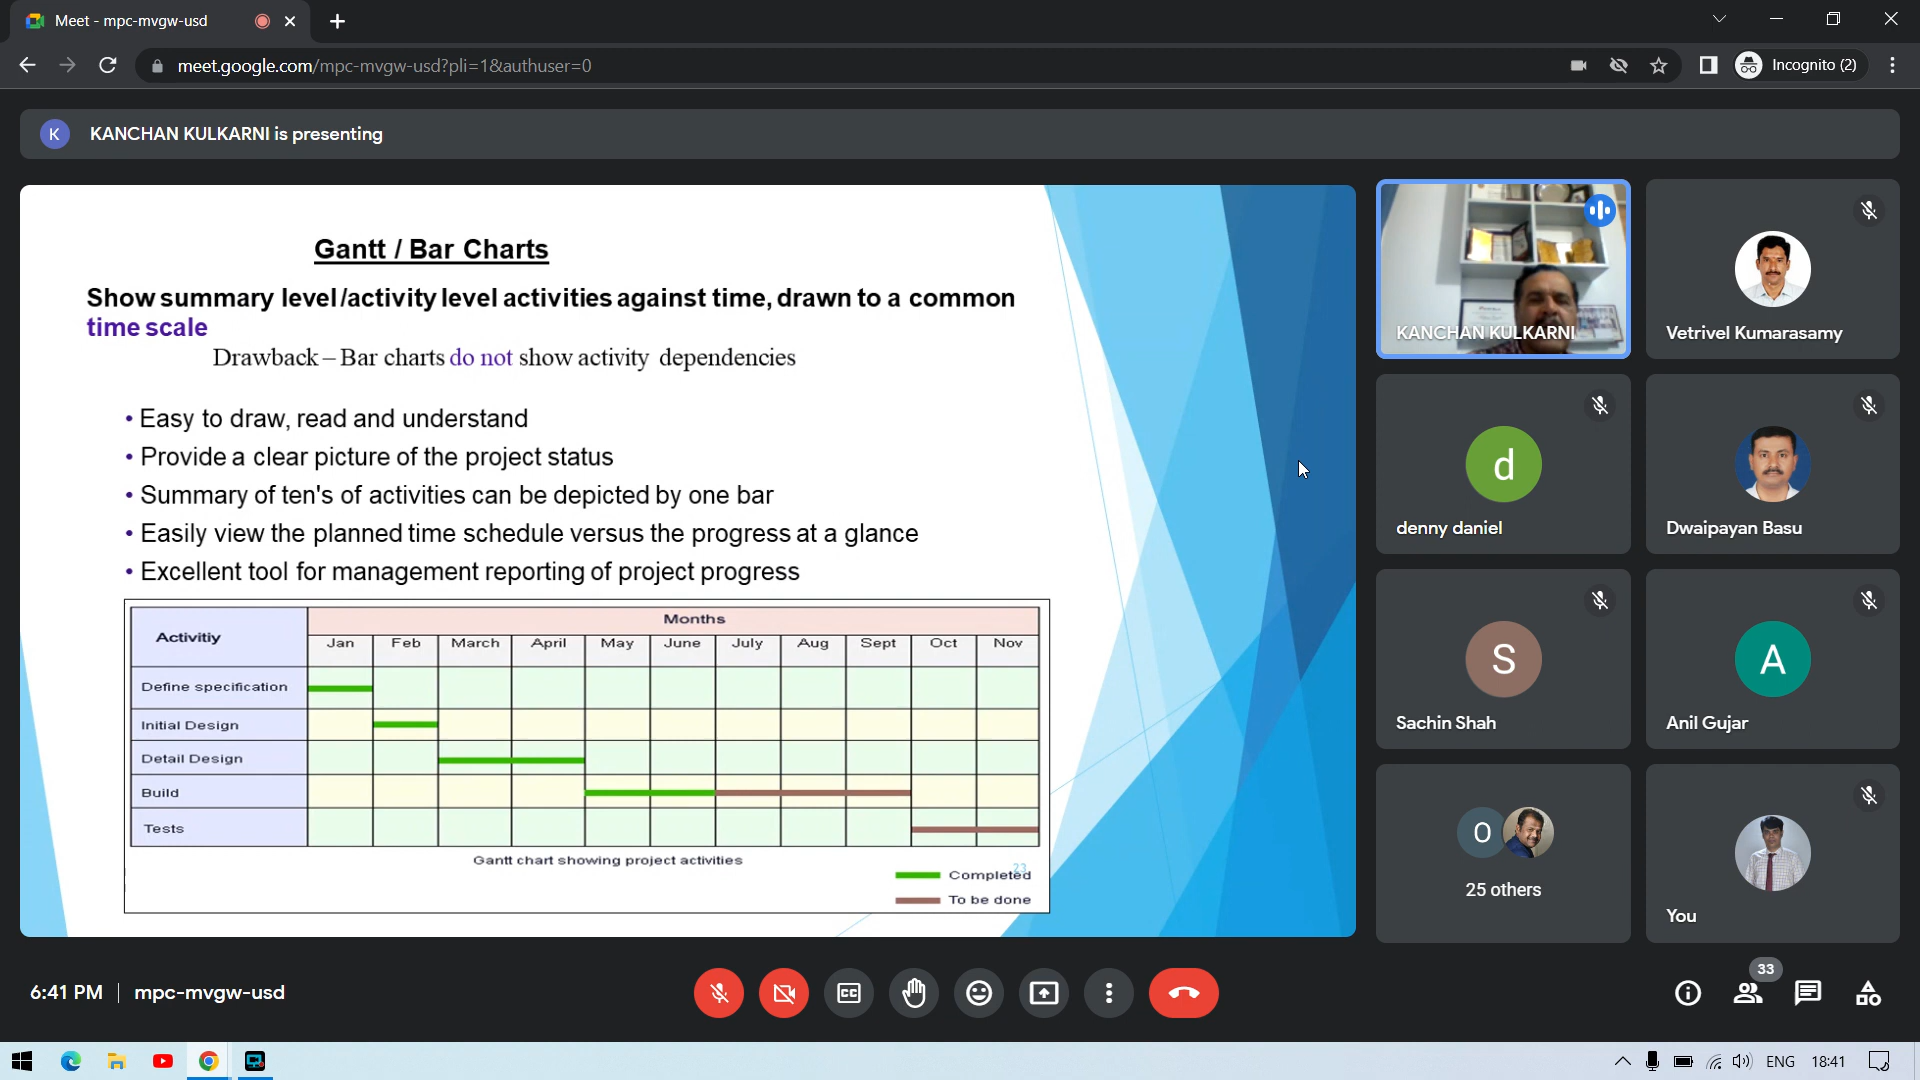 Meet - mpc-mvgw-usd
meet.google.com/mpc-mvgw-usd?pli=1&authuser=0
Incognito (2)
K
KANCHAN KULKARNI is presenting
Gantt / Bar Charts
Show summary level/activity level activities against time, drawn to a common
time scale
Drawback – Bar charts do not show activity dependencies
• Easy to draw, read and understand
• Provide a clear picture of the project status
• Summary of ten's of activities can be depicted by one bar
• Easily view the planned time schedule versus the progress at a glance
• Excellent tool for management reporting of project progress
Activitiy
Months
Jan Feb March April May June July Aug Sept Oct Nov
Define specification
Initial Design
Detail Design
Build
Tests
Gantt chart showing project activities
23
Completed
To be done
KANCHAN KULKARNI
Vetrivel Kumarasamy
d
denny daniel
Dwaipayan Basu
S
Sachin Shah
A
Anil Gujar
O
25 others
You
6:41 PM | mpc-mvgw-usd
CC
33
ENG
18:41